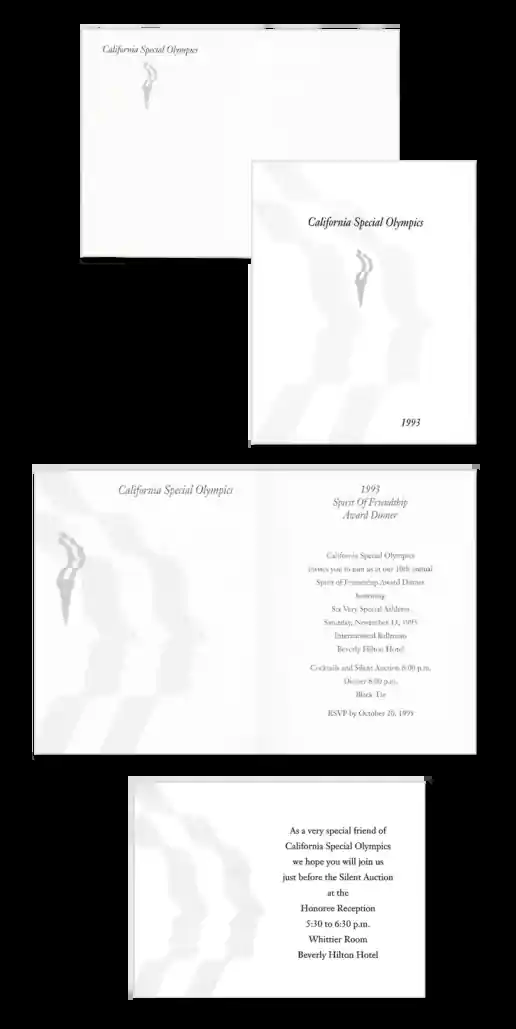 California Special Olympics
California Special Olympics
1993
California Special Olympics
1993
Spirit Of Friendship
Award Dinner
California Special Olympics
invites you to join us at our 10th annual
Spirit of Friendship Award Dinner
honoring
Six Very Special Athletes
Saturday, November 13, 1993
International Ballroom
Beverly Hilton Hotel
Cocktails and Silent Auction 6:00 p.m.
Dinner 8:00 p.m.
Black Tie
RSVP by October 20, 1993
As a very special friend of
California Special Olympics
we hope you will join us
just before the Silent Auction
at the
Honoree Reception
5:30 to 6:30 p.m.
Whittier Room
Beverly Hilton Hotel